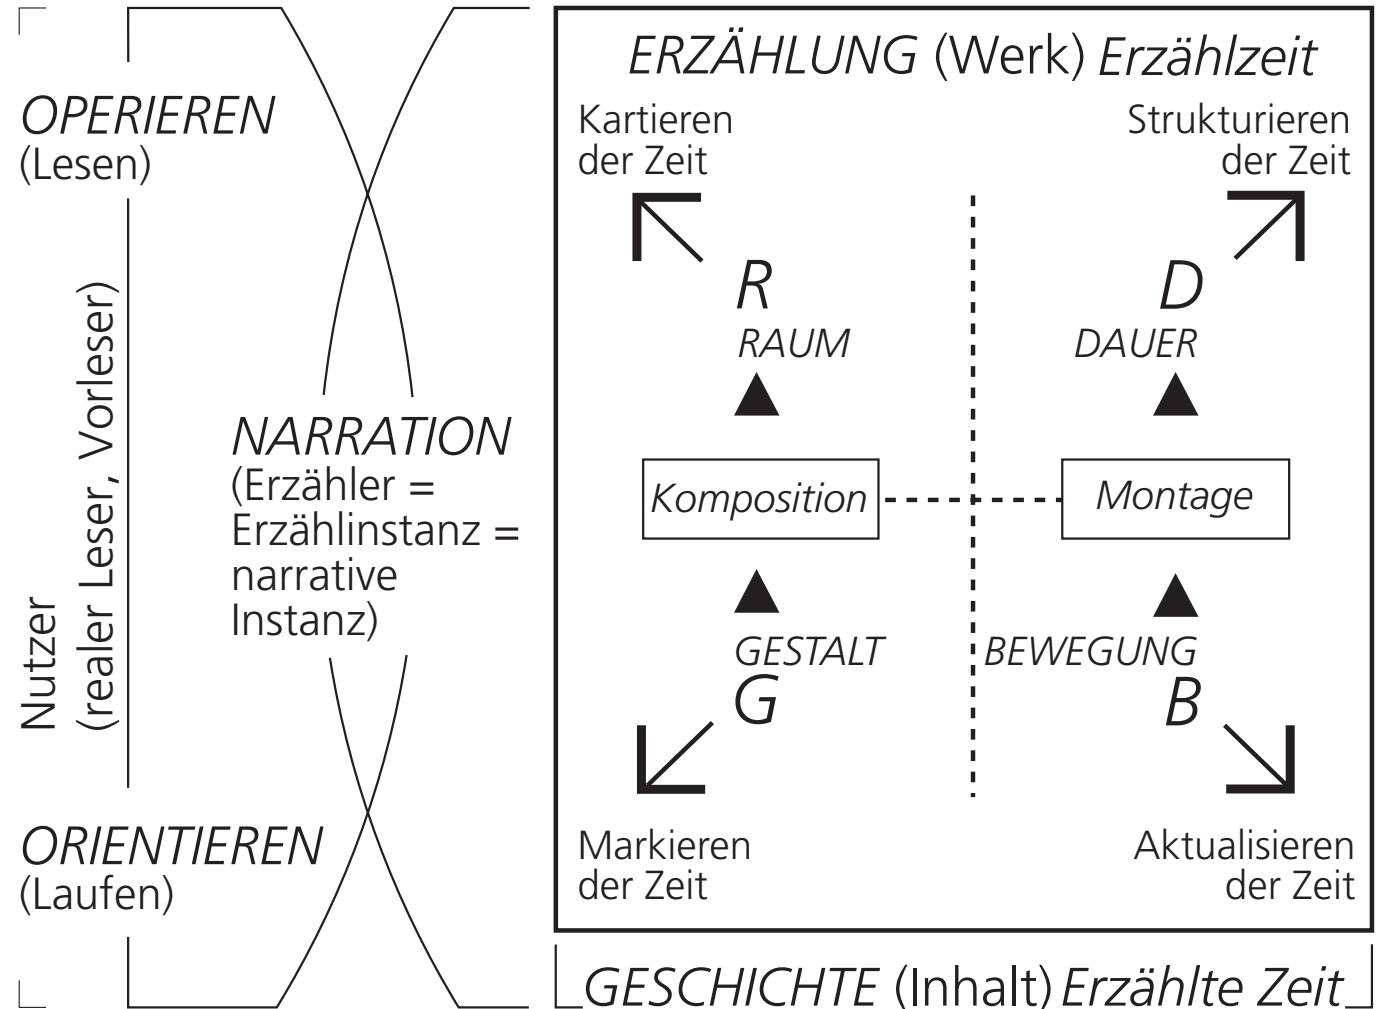 OPERIEREN
(Lesen)
Nutzer
(realer Leser, Vorleser)
ORIENTIEREN
(Laufen)
NARRATION
(Erzähler =
Erzählinstanz =
narrative
Instanz)
ERZÄHLUNG (Werk) Erzählzeit
Kartieren
der Zeit
Strukturieren
der Zeit
R
RAUM
D
DAUER
Komposition
Montage
GESTALT
G
BEWEGUNG
B
Markieren
der Zeit
Aktualisieren
der Zeit
GESCHICHTE (Inhalt) Erzählte Zeit